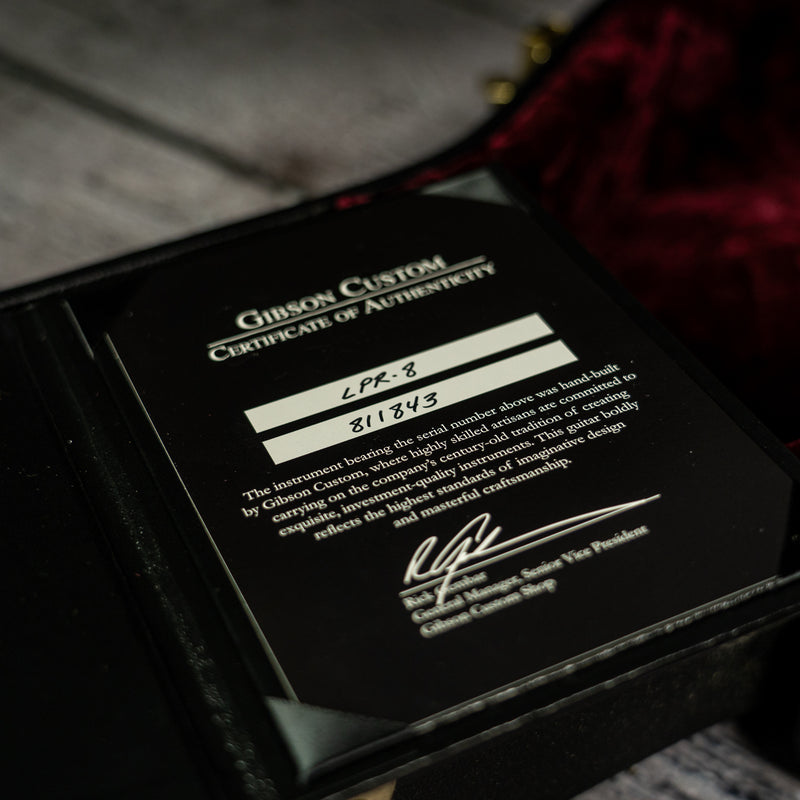 GIBSON CUSTOM
CERTIFICATE OF AUTHENTICITY
LPR-8
811843
The instrument bearing the serial number above was hand-built
by Gibson Custom, where highly skilled artisans are committed to
carrying on the company's century-old tradition of creating
exquisite, investment-quality instruments. This guitar boldly
reflects the highest standards of imaginative design
and masterful craftsmanship.
Rick
General Manager, Senior Vice President
Gibson Custom Shop